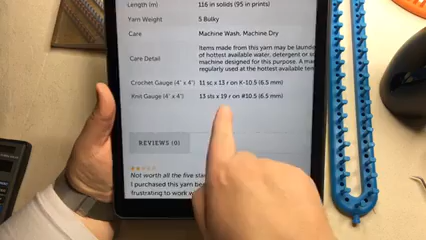 Length (m) 116 in solids (95 in prints)
Yarn Weight 5 Bulky
Care Machine Wash, Machine Dry
Items made from this yarn may be launder
of hottest available water, detergent or so
Care Detail machine designed for this purpose. A mac
regularly used at the hottest available tem
Crochet Gauge (4" x 4") 11 sc x 13 r on K-10.5 (6.5 mm)
Knit Gauge (4" x 4") 13 sts x 19 r on #10.5 (6.5 mm)
REVIEWS (0)
Not worth all the five sta
I purchased this yarn be
frustrating to work w